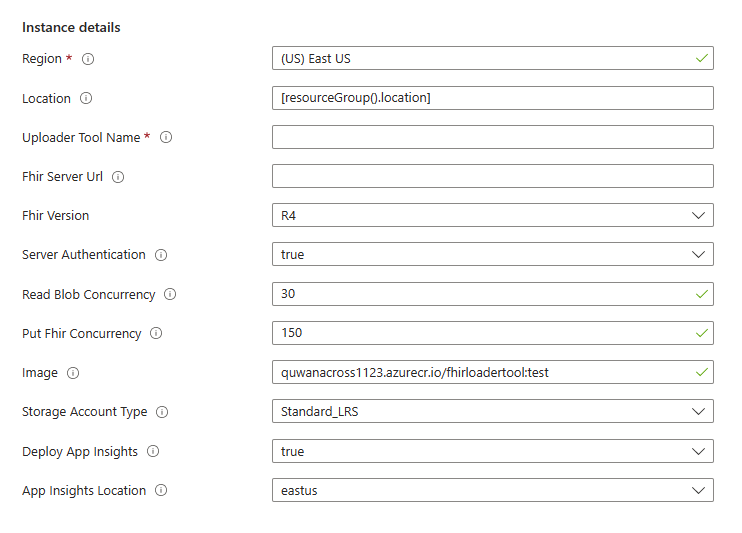 Instance details
Region * (US) East US
Location [resourceGroup().location]
Uploader Tool Name *
Fhir Server Url
Fhir Version R4
Server Authentication true
Read Blob Concurrency 30
Put Fhir Concurrency 150
Image quwanacross1123.azurecr.io/fhirloadertool:test
Storage Account Type Standard_LRS
Deploy App Insights true
App Insights Location eastus